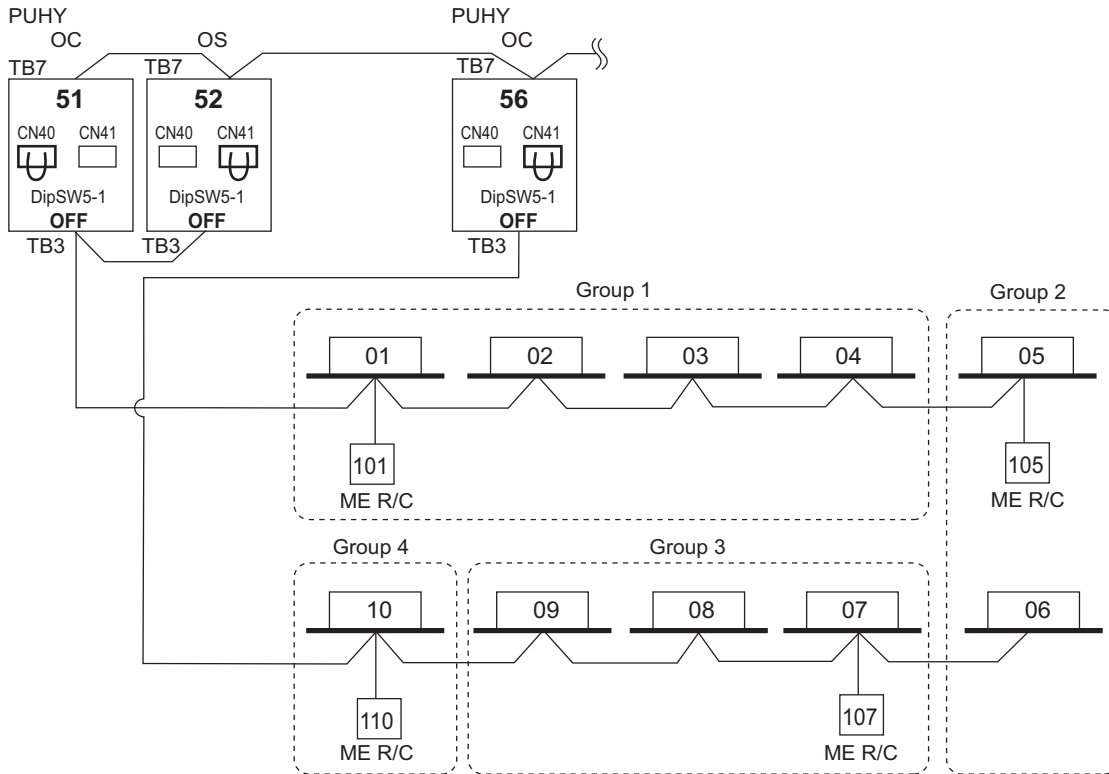 PUHY PUHY
OC OS OC
TB7 TB7 TB7
51 52 56
CN40 CN41 CN40 CN41 CN40 CN41
DipSW5-1 DipSW5-1 DipSW5-1
OFF OFF OFF
TB3 TB3 TB3
Group 1 Group 2
01 02 03 04 05
101 105
ME R/C ME R/C
Group 4 Group 3
10 09 08 07 06
110 107
ME R/C ME R/C